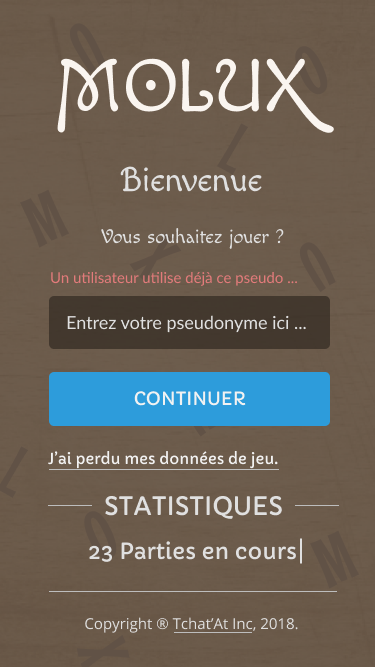 MOLUX
Bienvenue
Vous souhaitez jouer ?
Un utilisateur utilise déjà ce pseudo ...
Entrez votre pseudonyme ici ...
CONTINUER
J’ai perdu mes données de jeu.
STATISTIQUES
23 Parties en cours|
Copyright ® Tchat’At Inc, 2018.